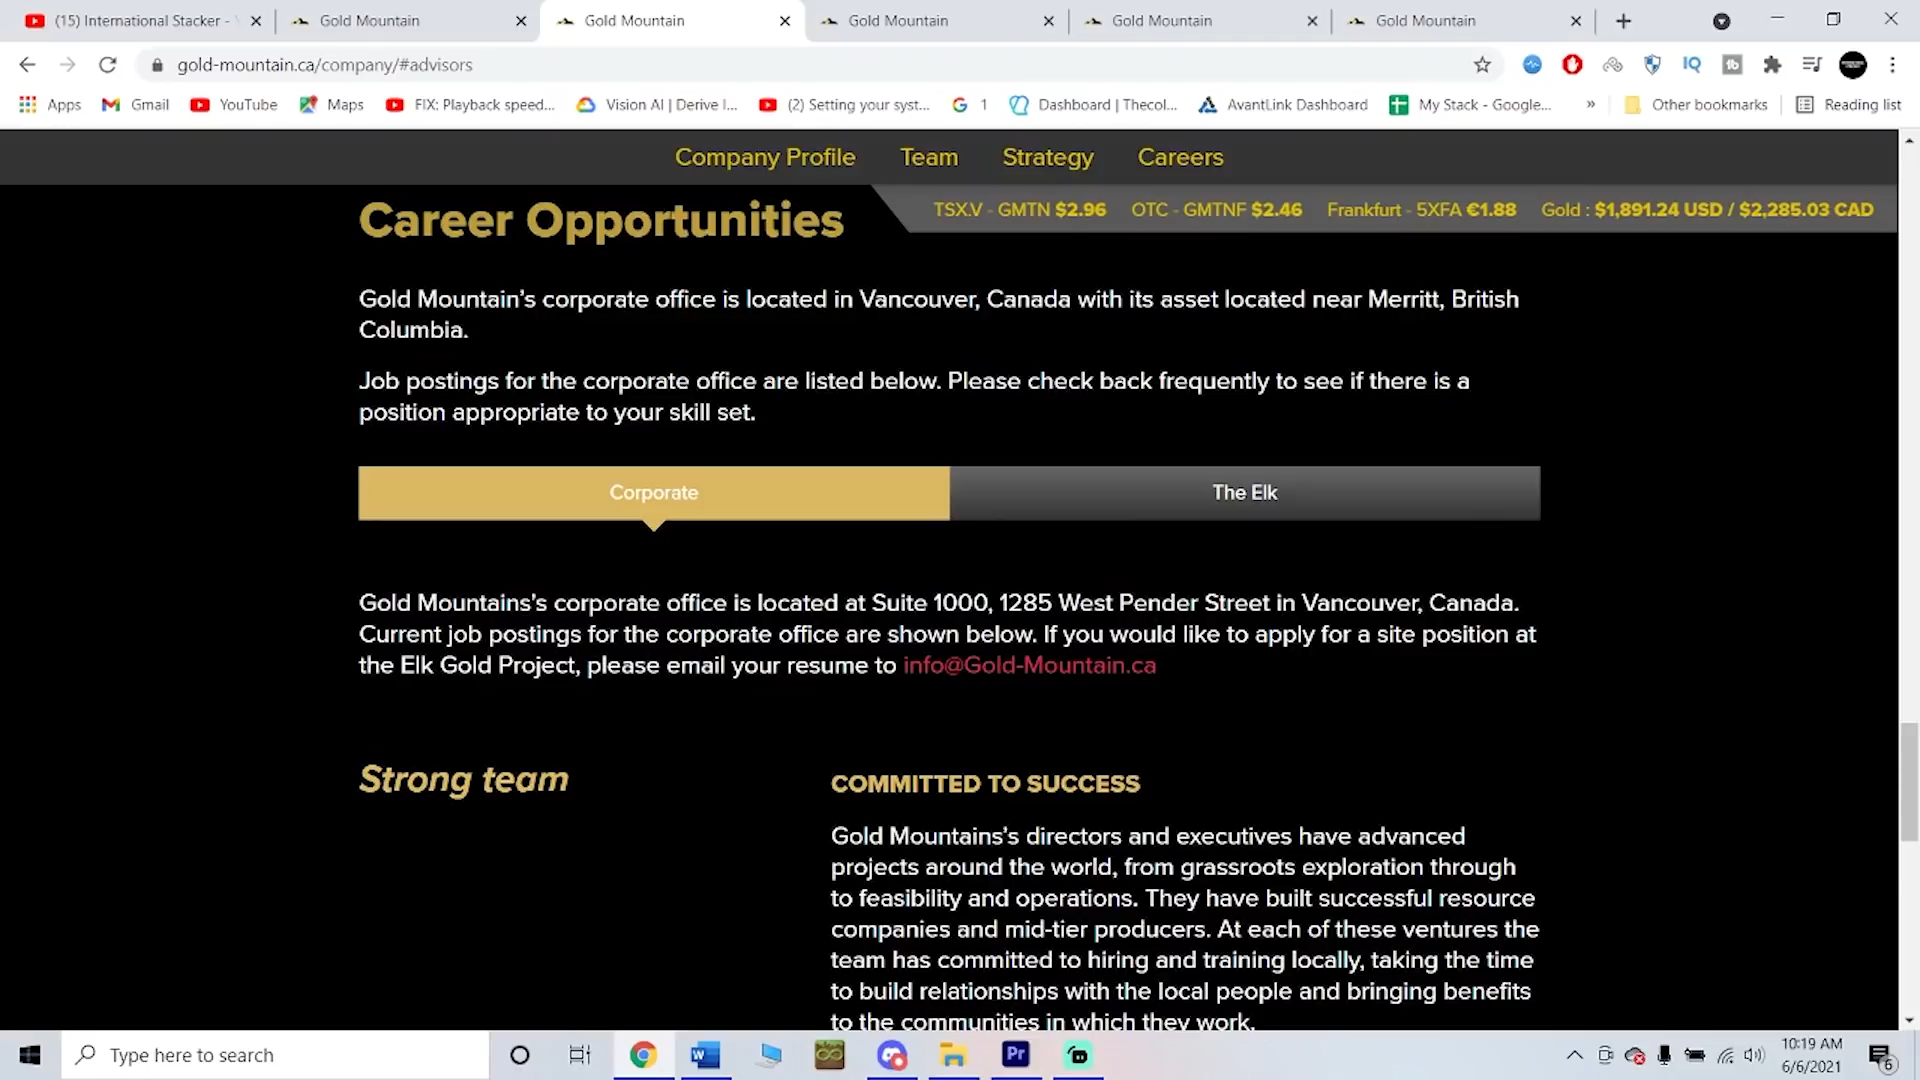 (15) International Stacker -
Gold Mountain
Gold Mountain
Gold Mountain
Gold Mountain
Gold Mountain
gold-mountain.ca/company/#advisors
Apps
Gmail
YouTube
Maps
FIX: Playback speed...
Vision AI | Derive I...
(2) Setting your syst...
1
Dashboard | Thecol...
AvantLink Dashboard
My Stack - Google...
»
Other bookmarks
Reading list
Company Profile
Team
Strategy
Careers
TSX.V - GMTN $2.96 OTC - GMTNF $2.46 Frankfurt - 5XFA €1.88 Gold : $1,891.24 USD / $2,285.03 CAD
Career Opportunities
Gold Mountain's corporate office is located in Vancouver, Canada with its asset located near Merritt, British
Columbia.
Job postings for the corporate office are listed below. Please check back frequently to see if there is a
position appropriate to your skill set.
Corporate
The Elk
Gold Mountains's corporate office is located at Suite 1000, 1285 West Pender Street in Vancouver, Canada.
Current job postings for the corporate office are shown below. If you would like to apply for a site position at
the Elk Gold Project, please email your resume to info@Gold-Mountain.ca
Strong team
COMMITTED TO SUCCESS
Gold Mountains's directors and executives have advanced
projects around the world, from grassroots exploration through
to feasibility and operations. They have built successful resource
companies and mid-tier producers. At each of these ventures the
team has committed to hiring and training locally, taking the time
to build relationships with the local people and bringing benefits
to the communities in which they work.
Type here to search
10:19 AM
6/6/2021
6